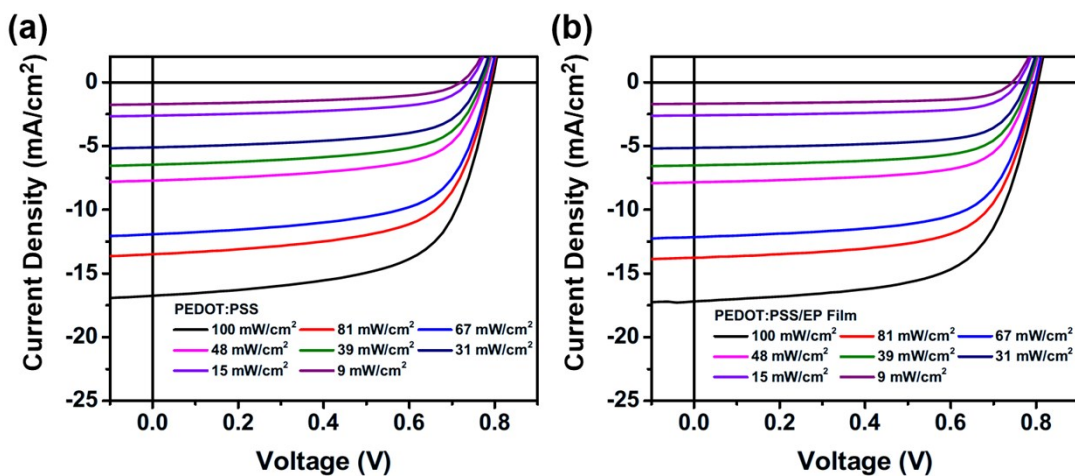 (a)
Current Density (mA/cm²)
0
-5
-10
-15
-20
-25
PEDOT:PSS
100 mW/cm² 81 mW/cm² 67 mW/cm²
48 mW/cm² 39 mW/cm² 31 mW/cm²
15 mW/cm² 9 mW/cm²
0.0 0.2 0.4 0.6 0.8
Voltage (V)
(b)
Current Density (mA/cm²)
0
-5
-10
-15
-20
-25
PEDOT:PSS/EP Film
100 mW/cm² 81 mW/cm² 67 mW/cm²
48 mW/cm² 39 mW/cm² 31 mW/cm²
15 mW/cm² 9 mW/cm²
0.0 0.2 0.4 0.6 0.8
Voltage (V)